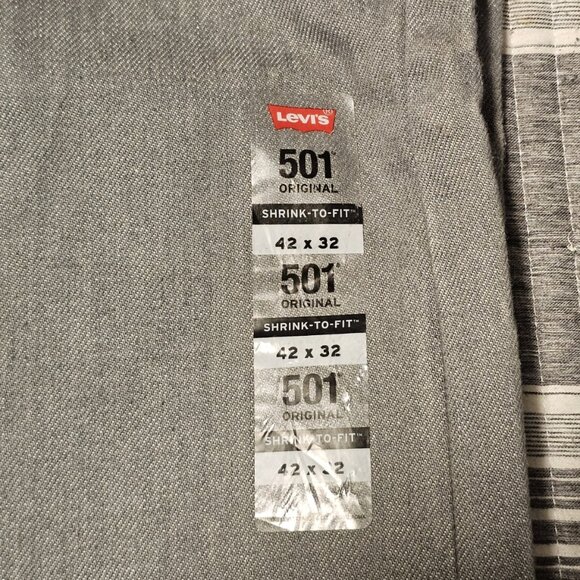 Levi's®
501®
ORIGINAL
SHRINK-TO-FIT™
42 x 32
501®
ORIGINAL
SHRINK-TO-FIT™
42 x 32
501®
ORIGINAL
SHRINK-TO-FIT™
42 x 32